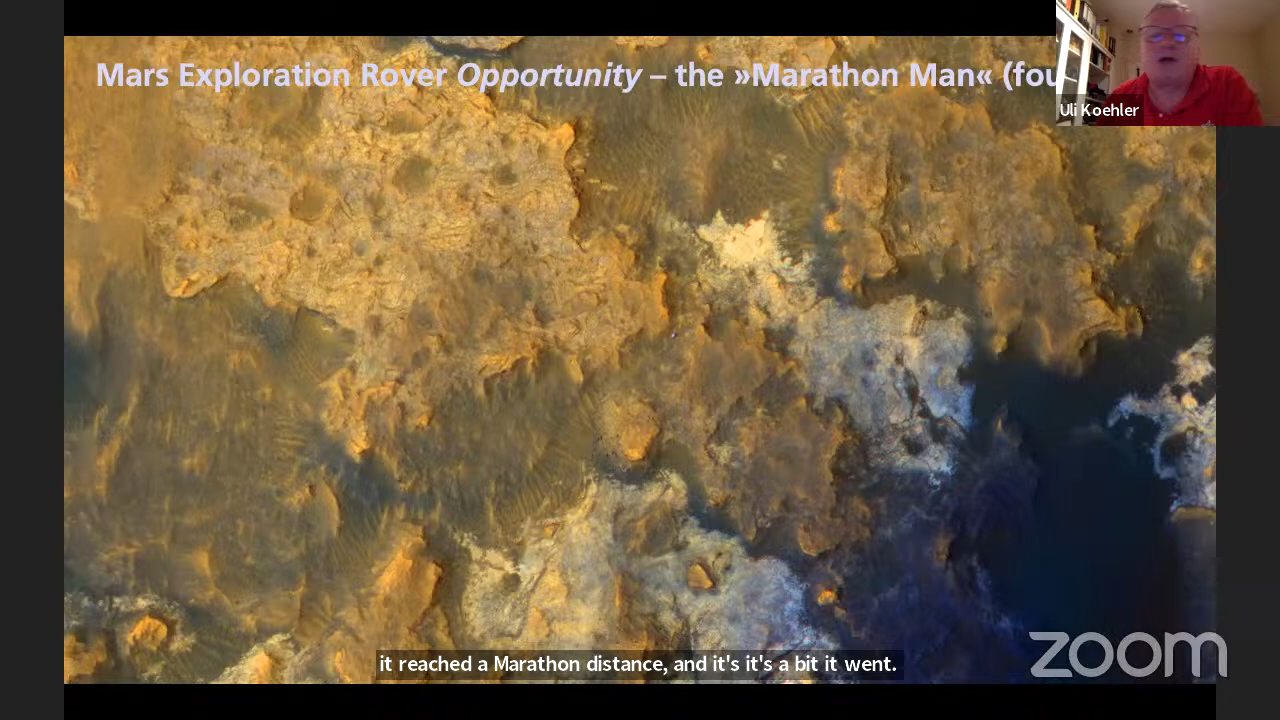 Mars Exploration Rover Opportunity – the »Marathon Man« (fou
Uli Koehler
it reached a Marathon distance, and it's it's a bit it went.
zoom